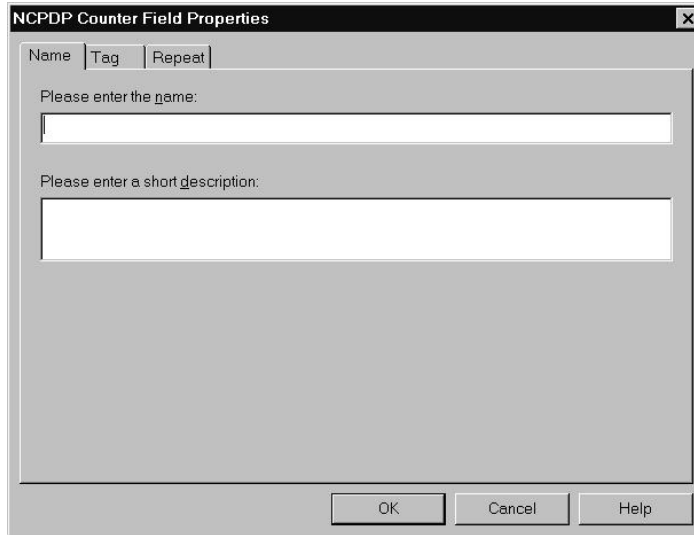 NCPDP Counter Field Properties
Name Tag Repeat
Please enter the name:
Please enter a short description:
OK Cancel Help